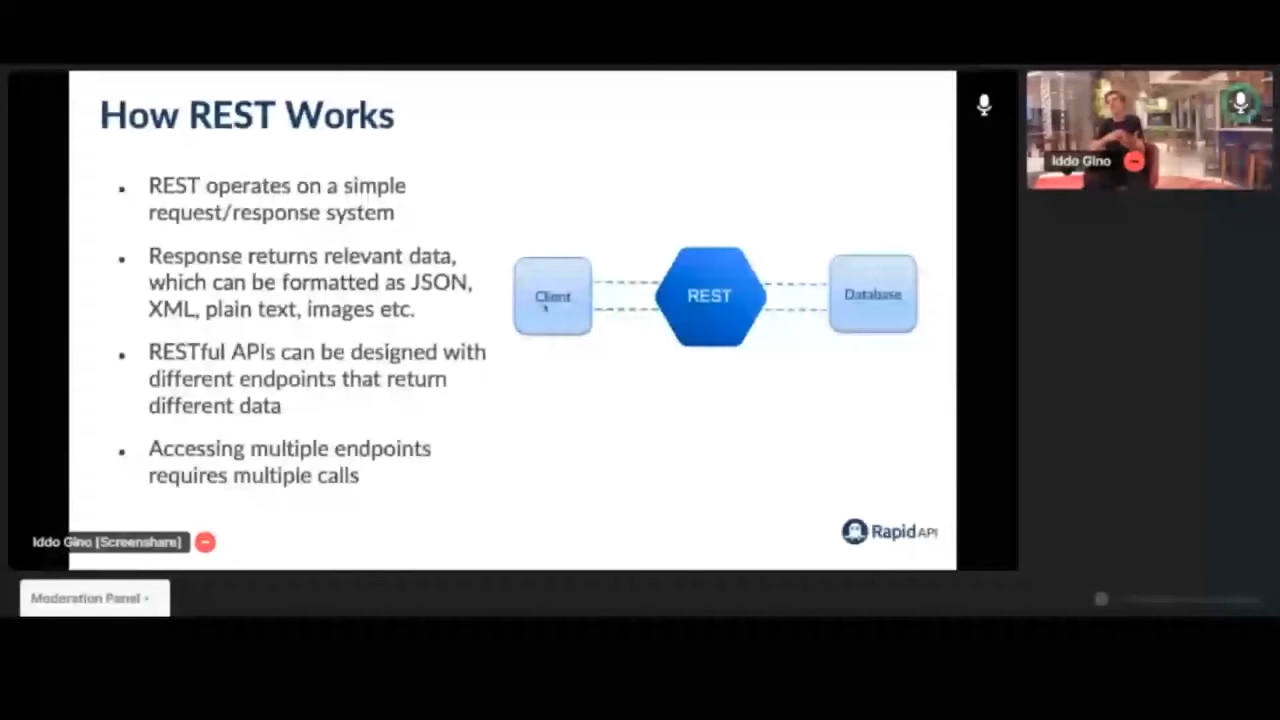 How REST Works
REST operates on a simple
request/response system
Response returns relevant data,
which can be formatted as JSON,
XML, plain text, images etc.
RESTful APIs can be designed with
different endpoints that return
different data
Accessing multiple endpoints
requires multiple calls
Client
REST
Database
Rapid API
Iddo Gino [Screenshare]
Moderation Panel
Iddo Gino